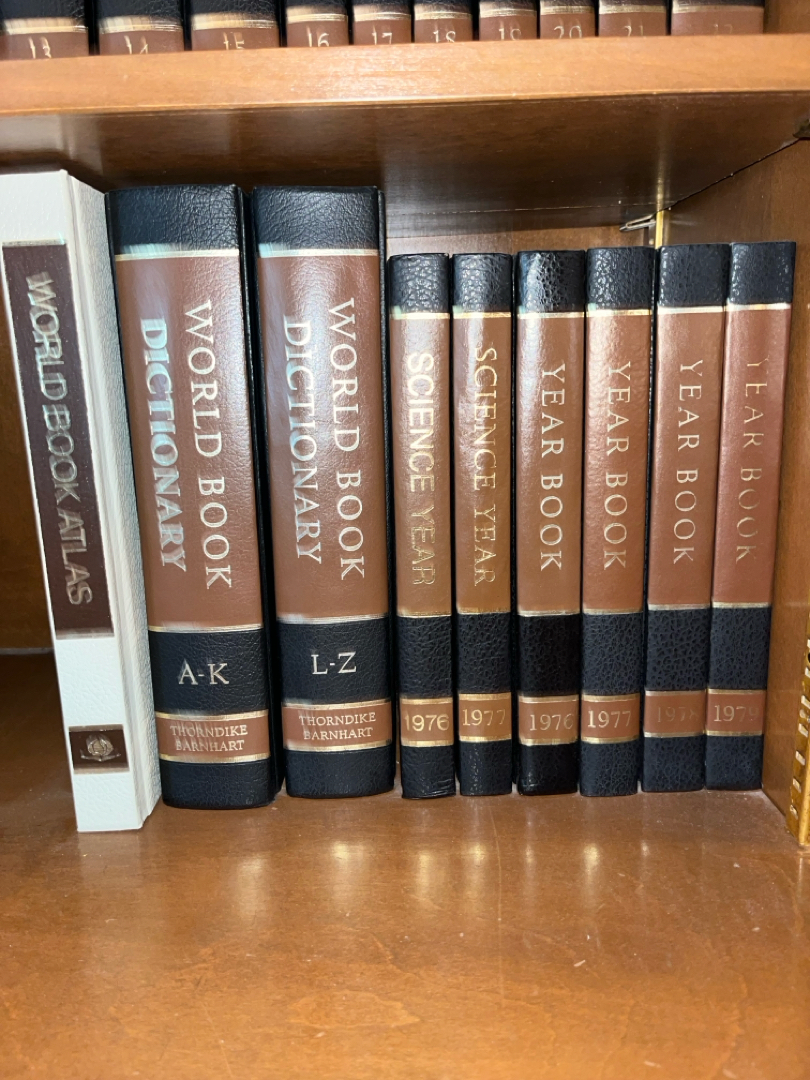 13
14
15
16
17
18
19
20
21
WORLD BOOK ATLAS
WORLD BOOK
DICTIONARY
A-K
THORNDIKE
BARNHART
WORLD BOOK
DICTIONARY
L-Z
THORNDIKE
BARNHART
SCIENCE YEAR
1976
SCIENCE YEAR
1977
YEAR BOOK
1976
YEAR BOOK
1977
YEAR BOOK
1978
YEAR BOOK
1979